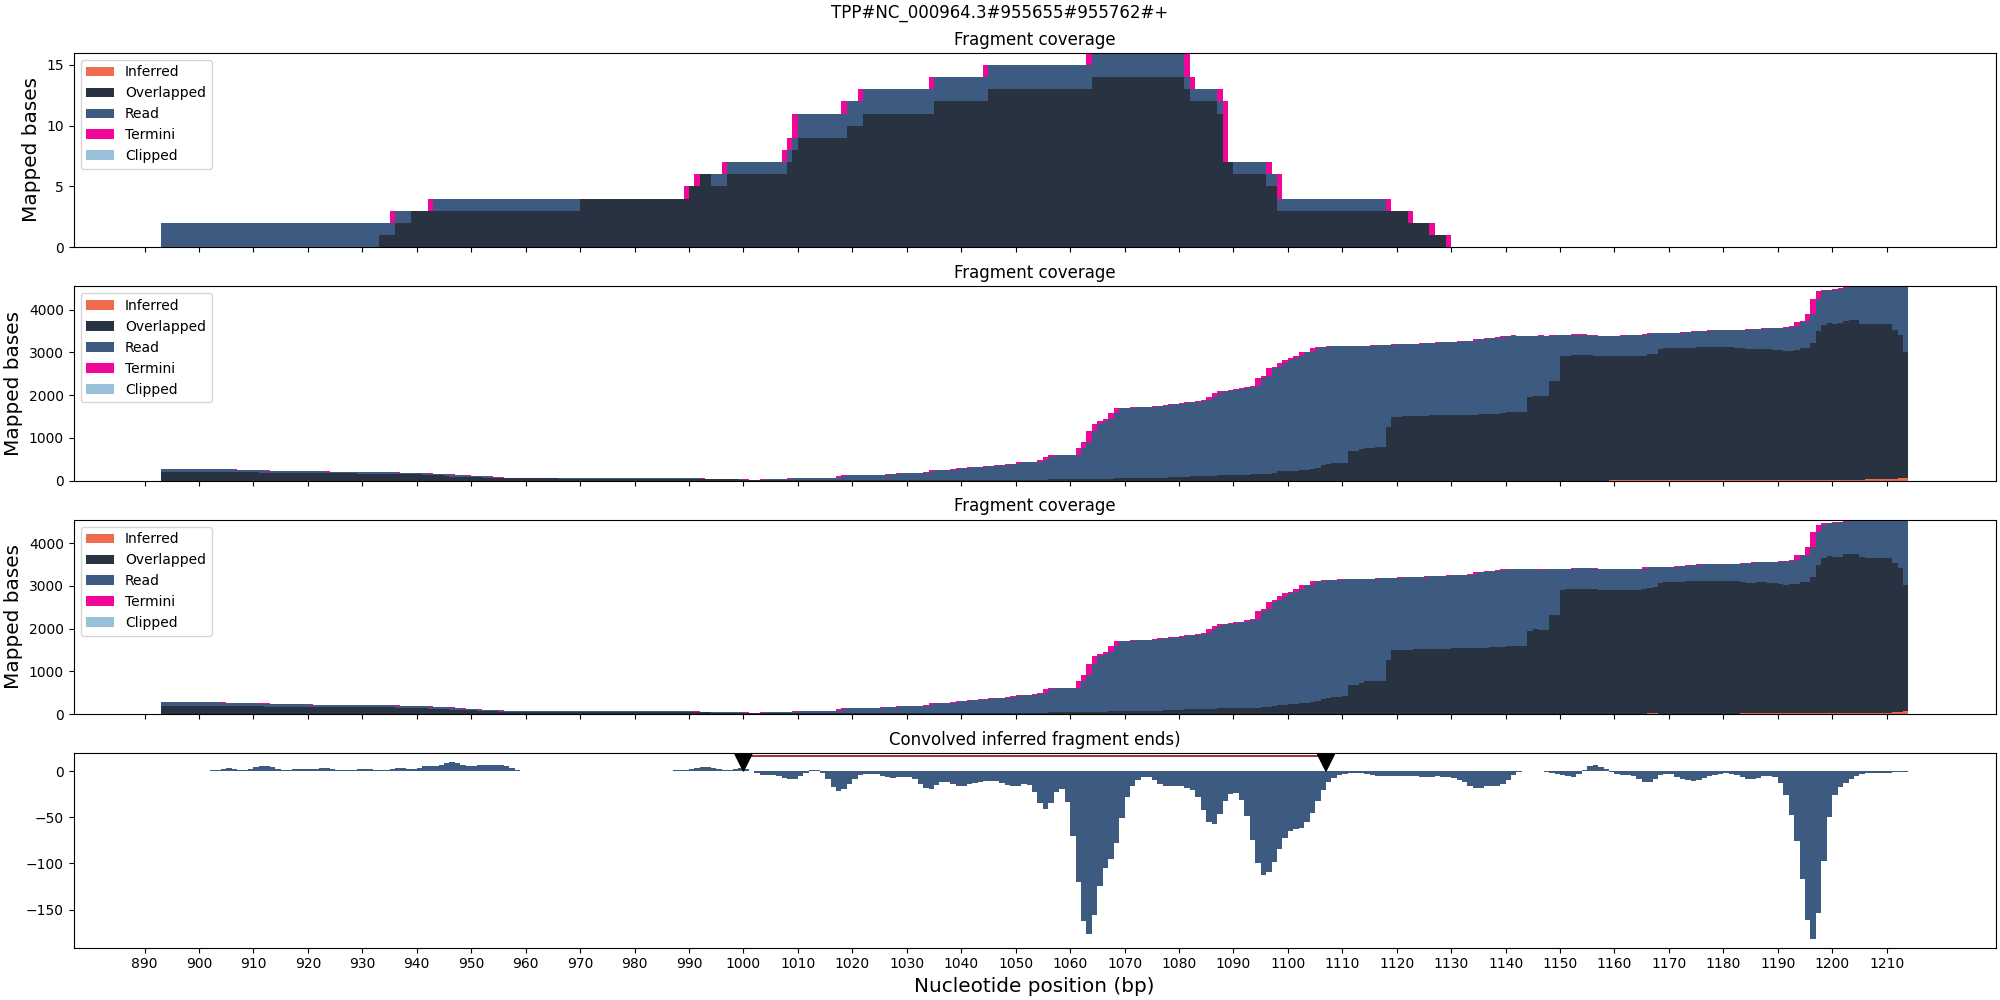 TPP#NC_000964.3#955655#955762#+
Fragment coverage
Mapped bases
15
10
5
0
Inferred
Overlapped
Read
Termini
Clipped
Fragment coverage
Mapped bases
4000
3000
2000
1000
0
Inferred
Overlapped
Read
Termini
Clipped
Fragment coverage
Mapped bases
4000
3000
2000
1000
0
Inferred
Overlapped
Read
Termini
Clipped
Convolved inferred fragment ends)
0
−50
−100
−150
890 900 910 920 930 940 950 960 970 980 990 1000 1010 1020 1030 1040 1050 1060 1070 1080 1090 1100 1110 1120 1130 1140 1150 1160 1170 1180 1190 1200 1210
Nucleotide position (bp)